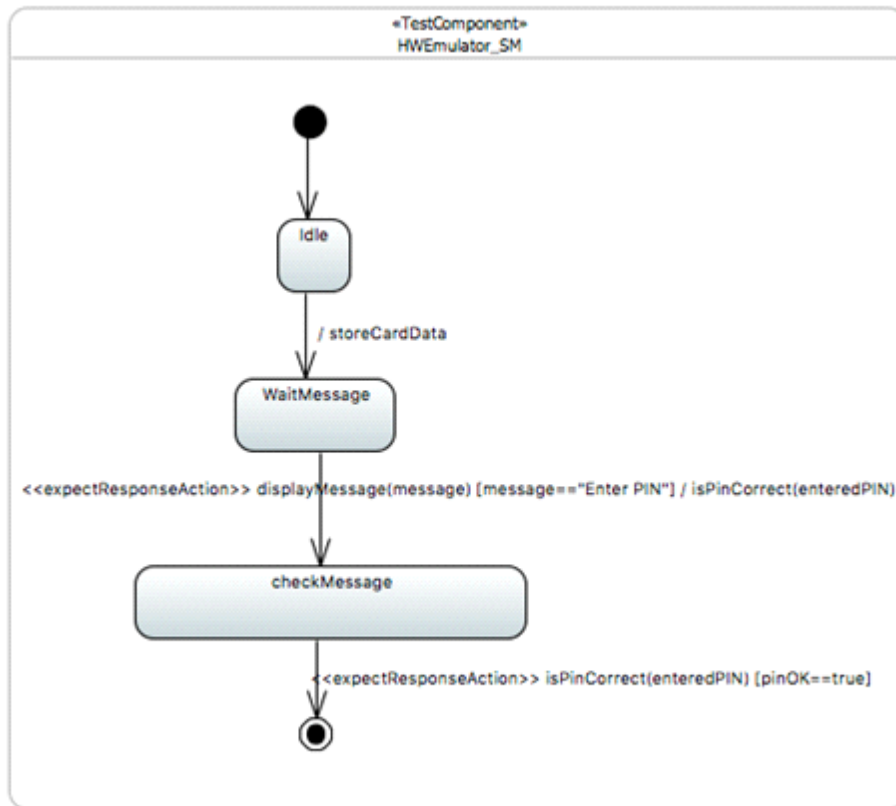 «TestComponent»
HWEmulator_SM
Idle
/ storeCardData
WaitMessage
<<expectResponseAction>> displayMessage(message) [message=="Enter PIN"] / isPinCorrect(enteredPIN)
checkMessage
<<expectResponseAction>> isPinCorrect(enteredPIN) [pinOK==true]